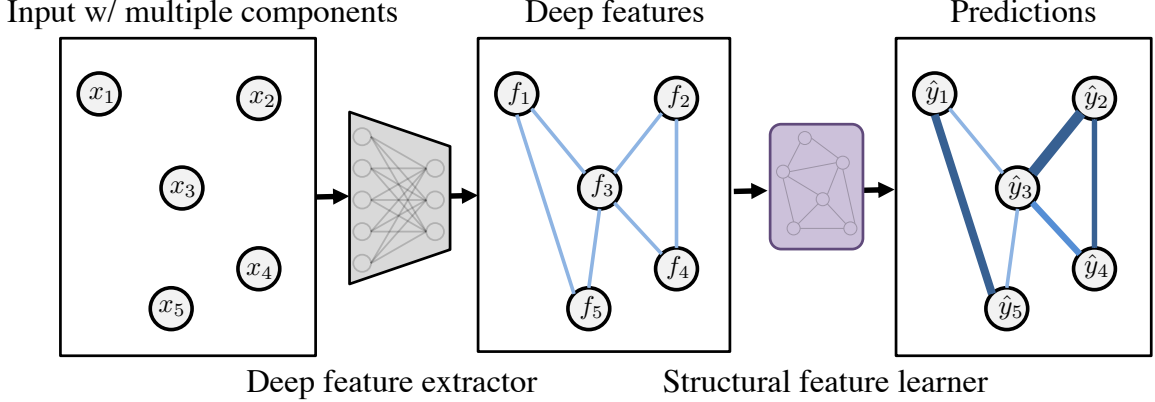 Input w/ multiple components
Deep features
Predictions
x1
x2
x3
x4
x5
f1
f2
f3
f4
f5
ŷ1
ŷ2
ŷ3
ŷ4
ŷ5
Deep feature extractor
Structural feature learner